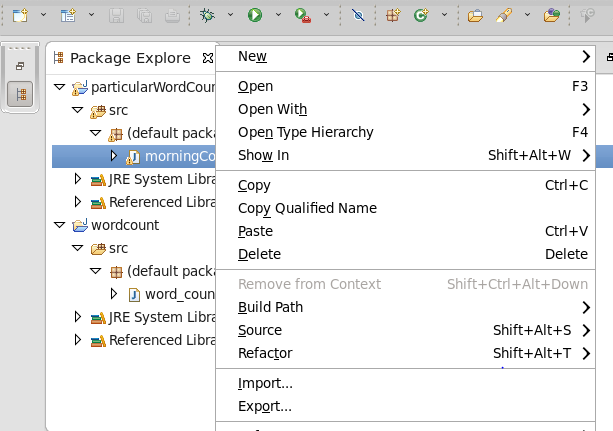 Package Explore
New
particularWordCoun
Open F3
src
Open With
(default packa
Open Type Hierarchy F4
morningCo
Show In Shift+Alt+W
JRE System Libra
Copy Ctrl+C
Referenced Libra
Copy Qualified Name
wordcount
Paste Ctrl+V
src
Delete Delete
(default packa
Remove from Context Shift+Ctrl+Alt+Down
word_coun
Build Path
JRE System Libra
Source Shift+Alt+S
Referenced Libra
Refactor Shift+Alt+T
Import...
Export...